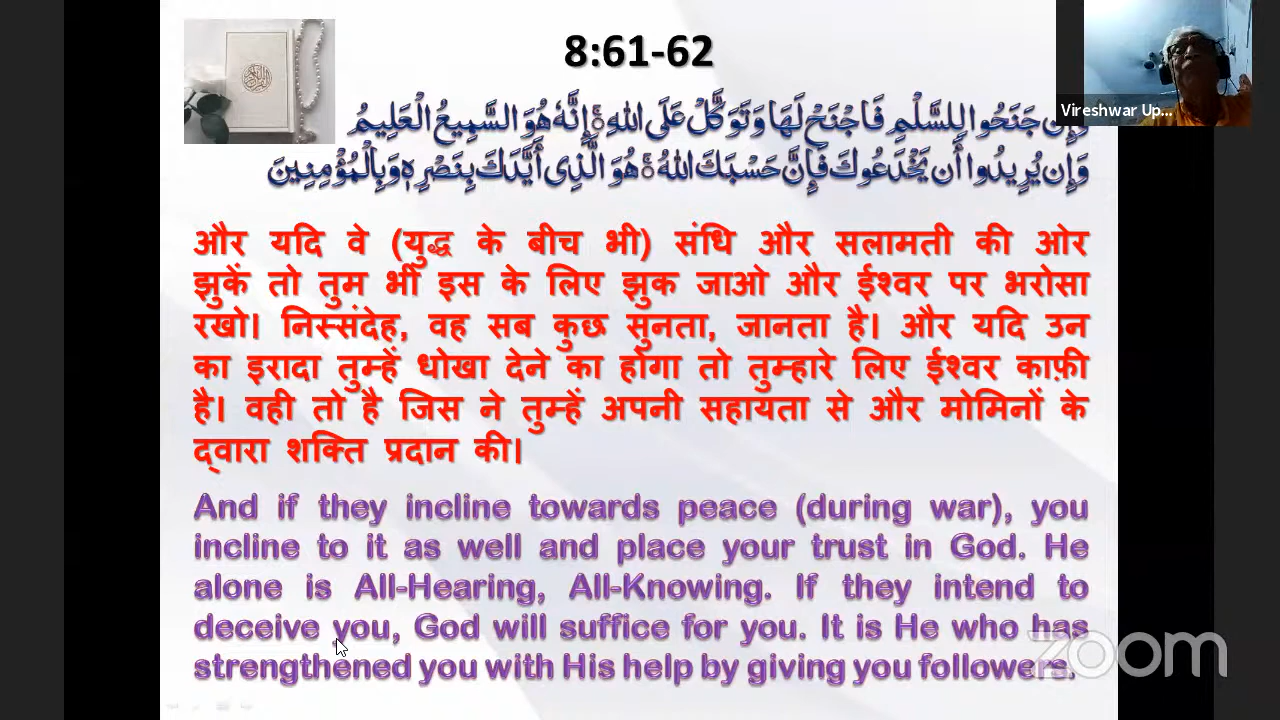 8:61-62
Vireshwar Up...
وَإِن جَنَحُوا لِلسَّلْمِ فَاجْنَحْ لَهَا وَتَوَكَّلْ عَلَى اللهِ ۚ إِنَّهُ هُوَ السَّمِيعُ الْعَلِيمُ
وَإِن يُرِيدُوا أَن يَخْدَعُوكَ فَإِنَّ حَسْبَكَ اللهُ ۚ هُوَ الَّذِى أَيَّدَكَ بِنَصْرِهِ وَبِالْمُؤْمِنِينَ
और यदि वे (युद्ध के बीच भी) संधि और सलामती की ओर
झुकें तो तुम भी इस के लिए झुक जाओ और ईश्वर पर भरोसा
रखो। निस्संदेह, वह सब कुछ सुनता, जानता है। और यदि उन
का इरादा तुम्हें धोखा देने का होगा तो तुम्हारे लिए ईश्वर काफ़ी
है। वही तो है जिस ने तुम्हें अपनी सहायता से और मोमिनों के
द्वारा शक्ति प्रदान की।
And if they incline towards peace (during war), you
incline to it as well and place your trust in God. He
alone is All-Hearing, All-Knowing. If they intend to
deceive you, God will suffice for you. It is He who has
strengthened you with His help by giving you followers.
zoom